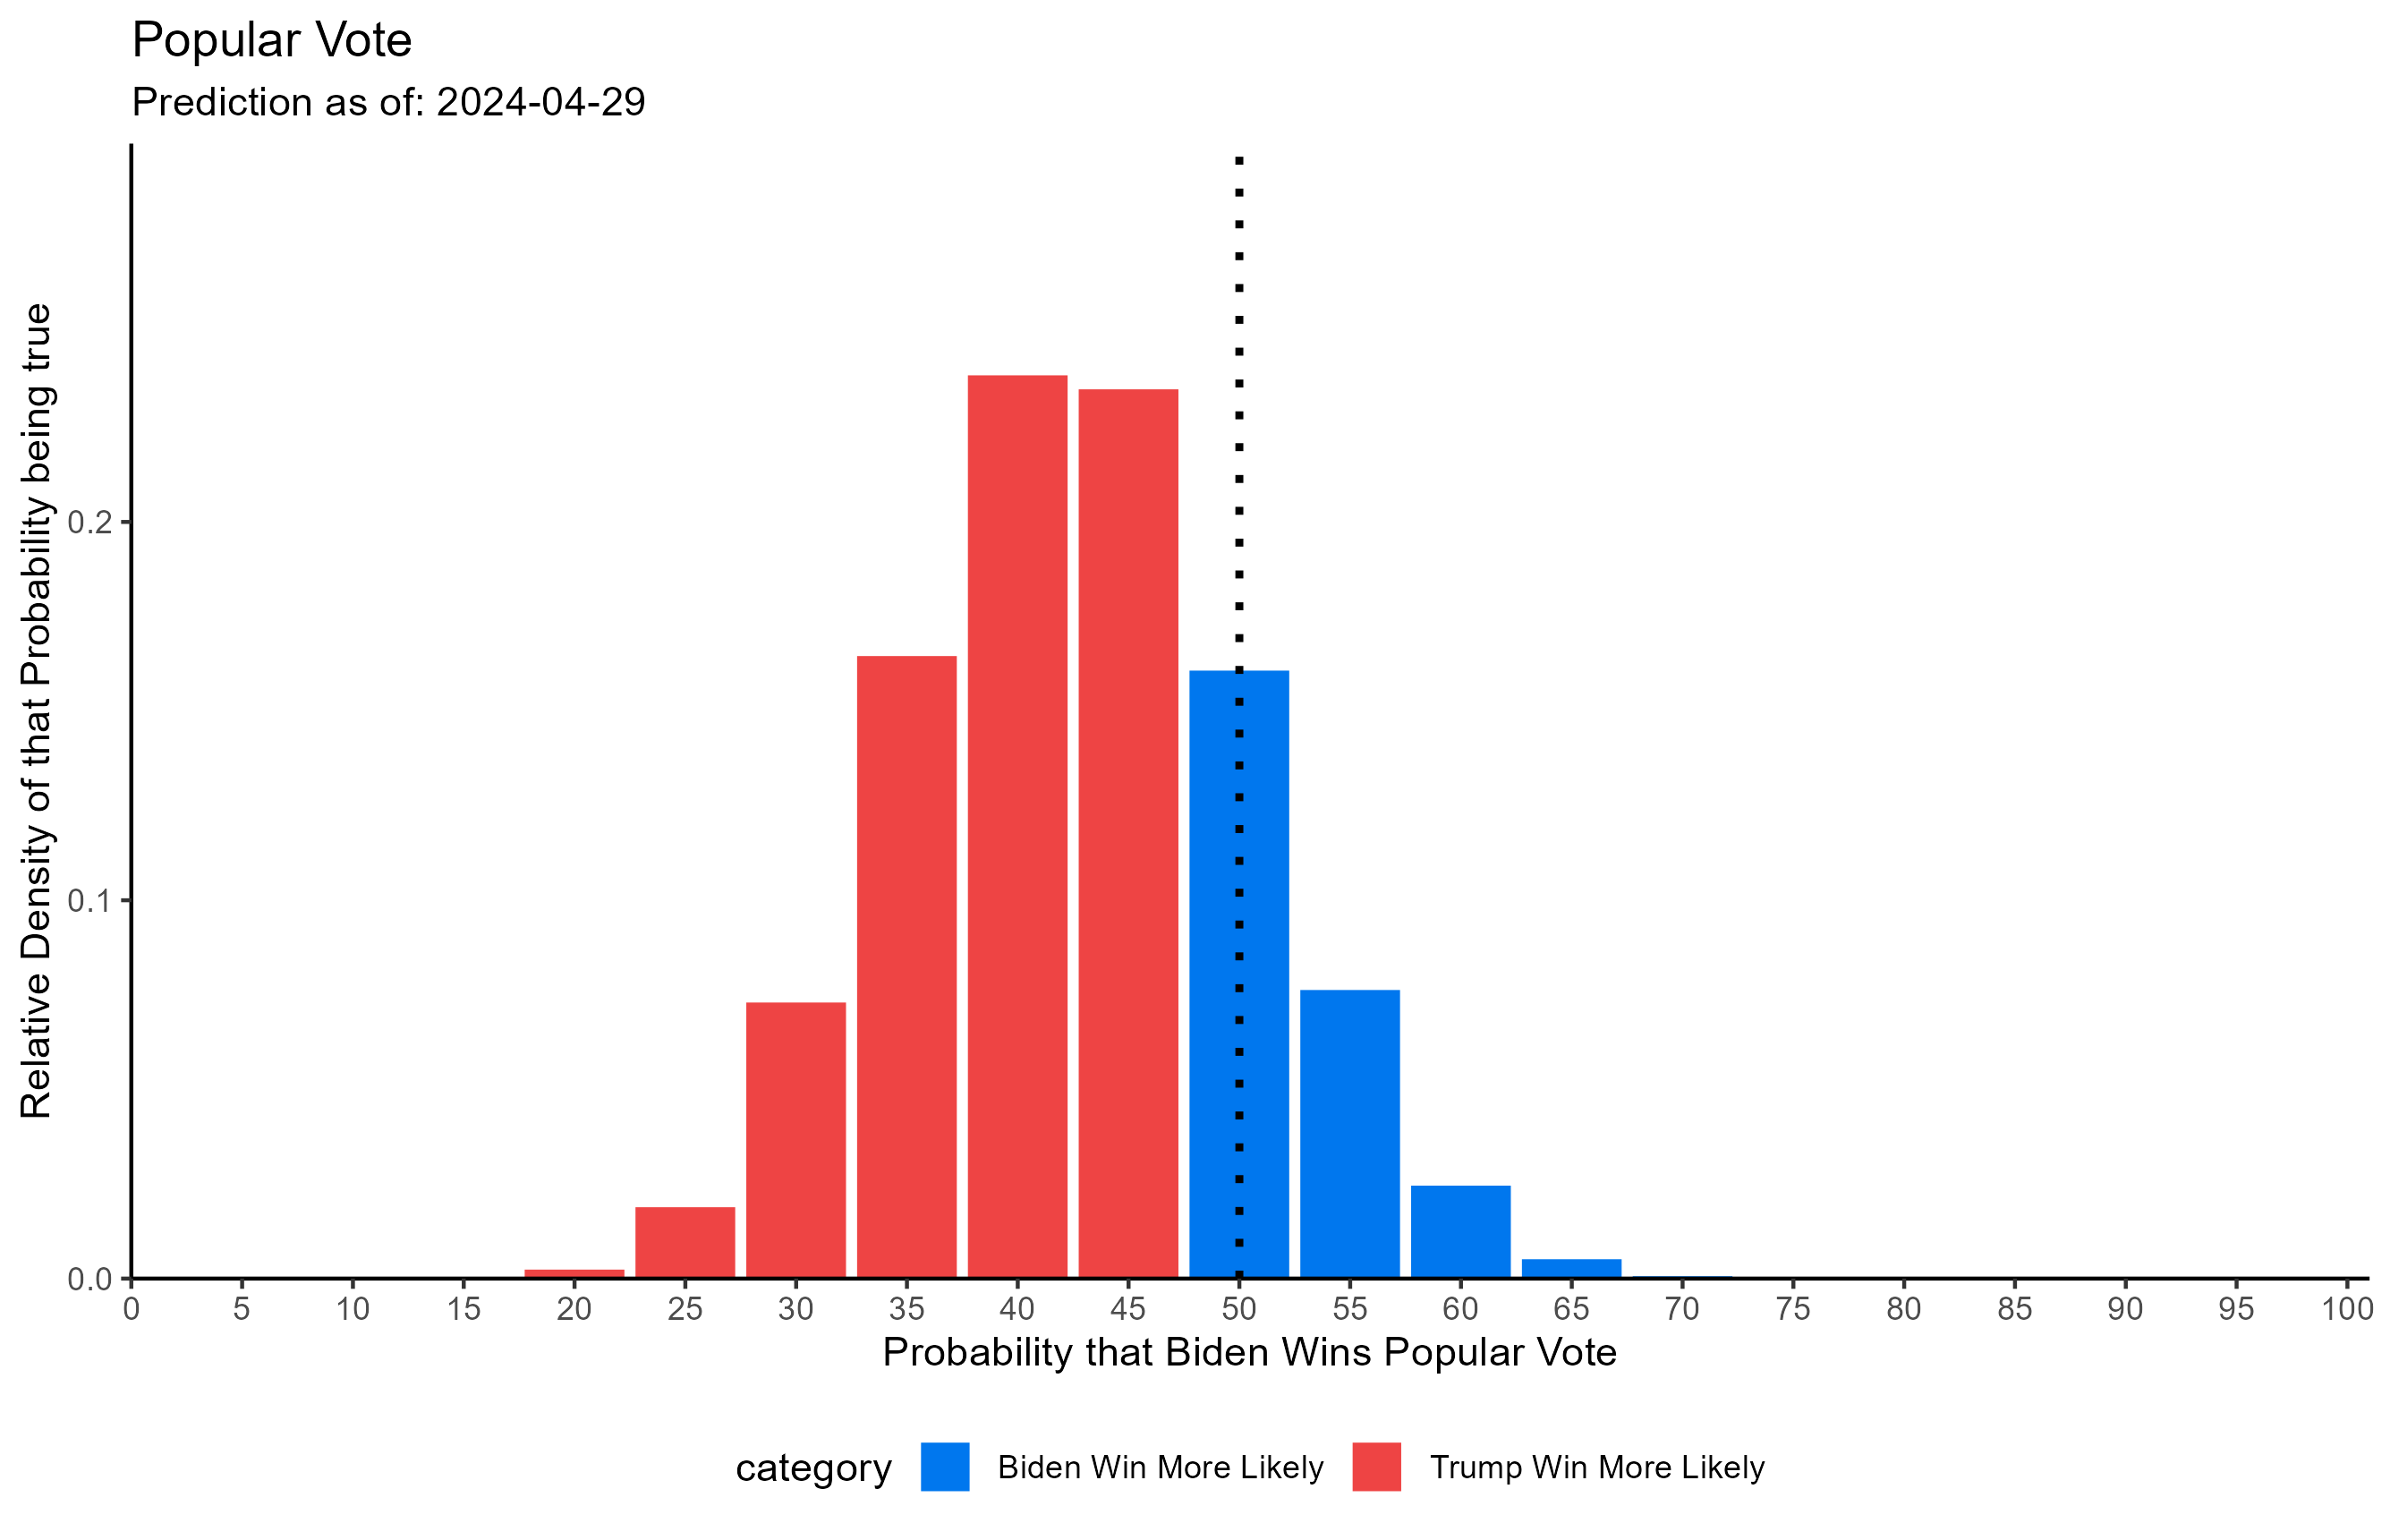 Popular Vote
Prediction as of: 2024-04-29
Relative Density of that Probability being true
0.2
0.1
0.0
0 5 10 15 20 25 30 35 40 45 50 55 60 65 70 75 80 85 90 95 100
Probability that Biden Wins Popular Vote
category Biden Win More Likely Trump Win More Likely